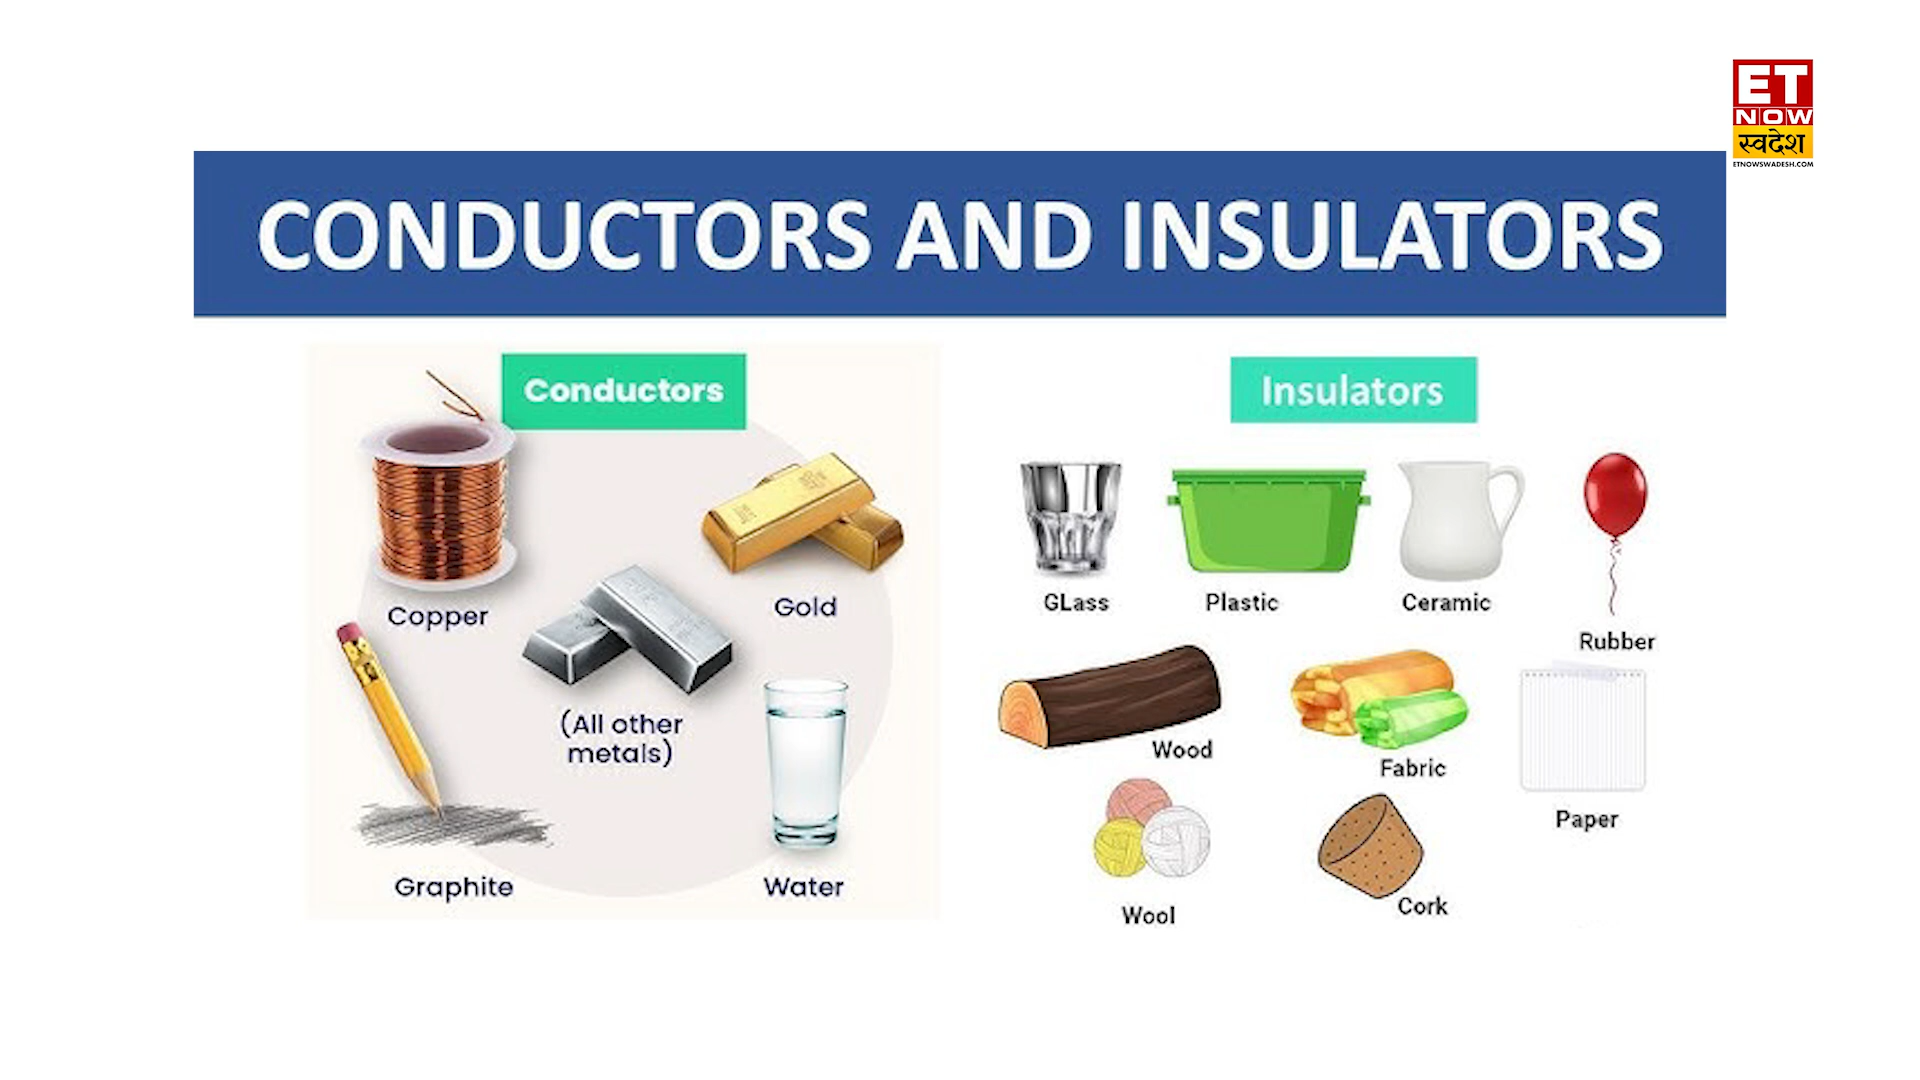 ET
NOW
स्वदेश
ETNOWSWADESH.COM
CONDUCTORS AND INSULATORS
Conductors
Copper
Gold
(All other
metals)
Graphite
Water
Insulators
GLass
Plastic
Ceramic
Rubber
Wood
Fabric
Paper
Wool
Cork